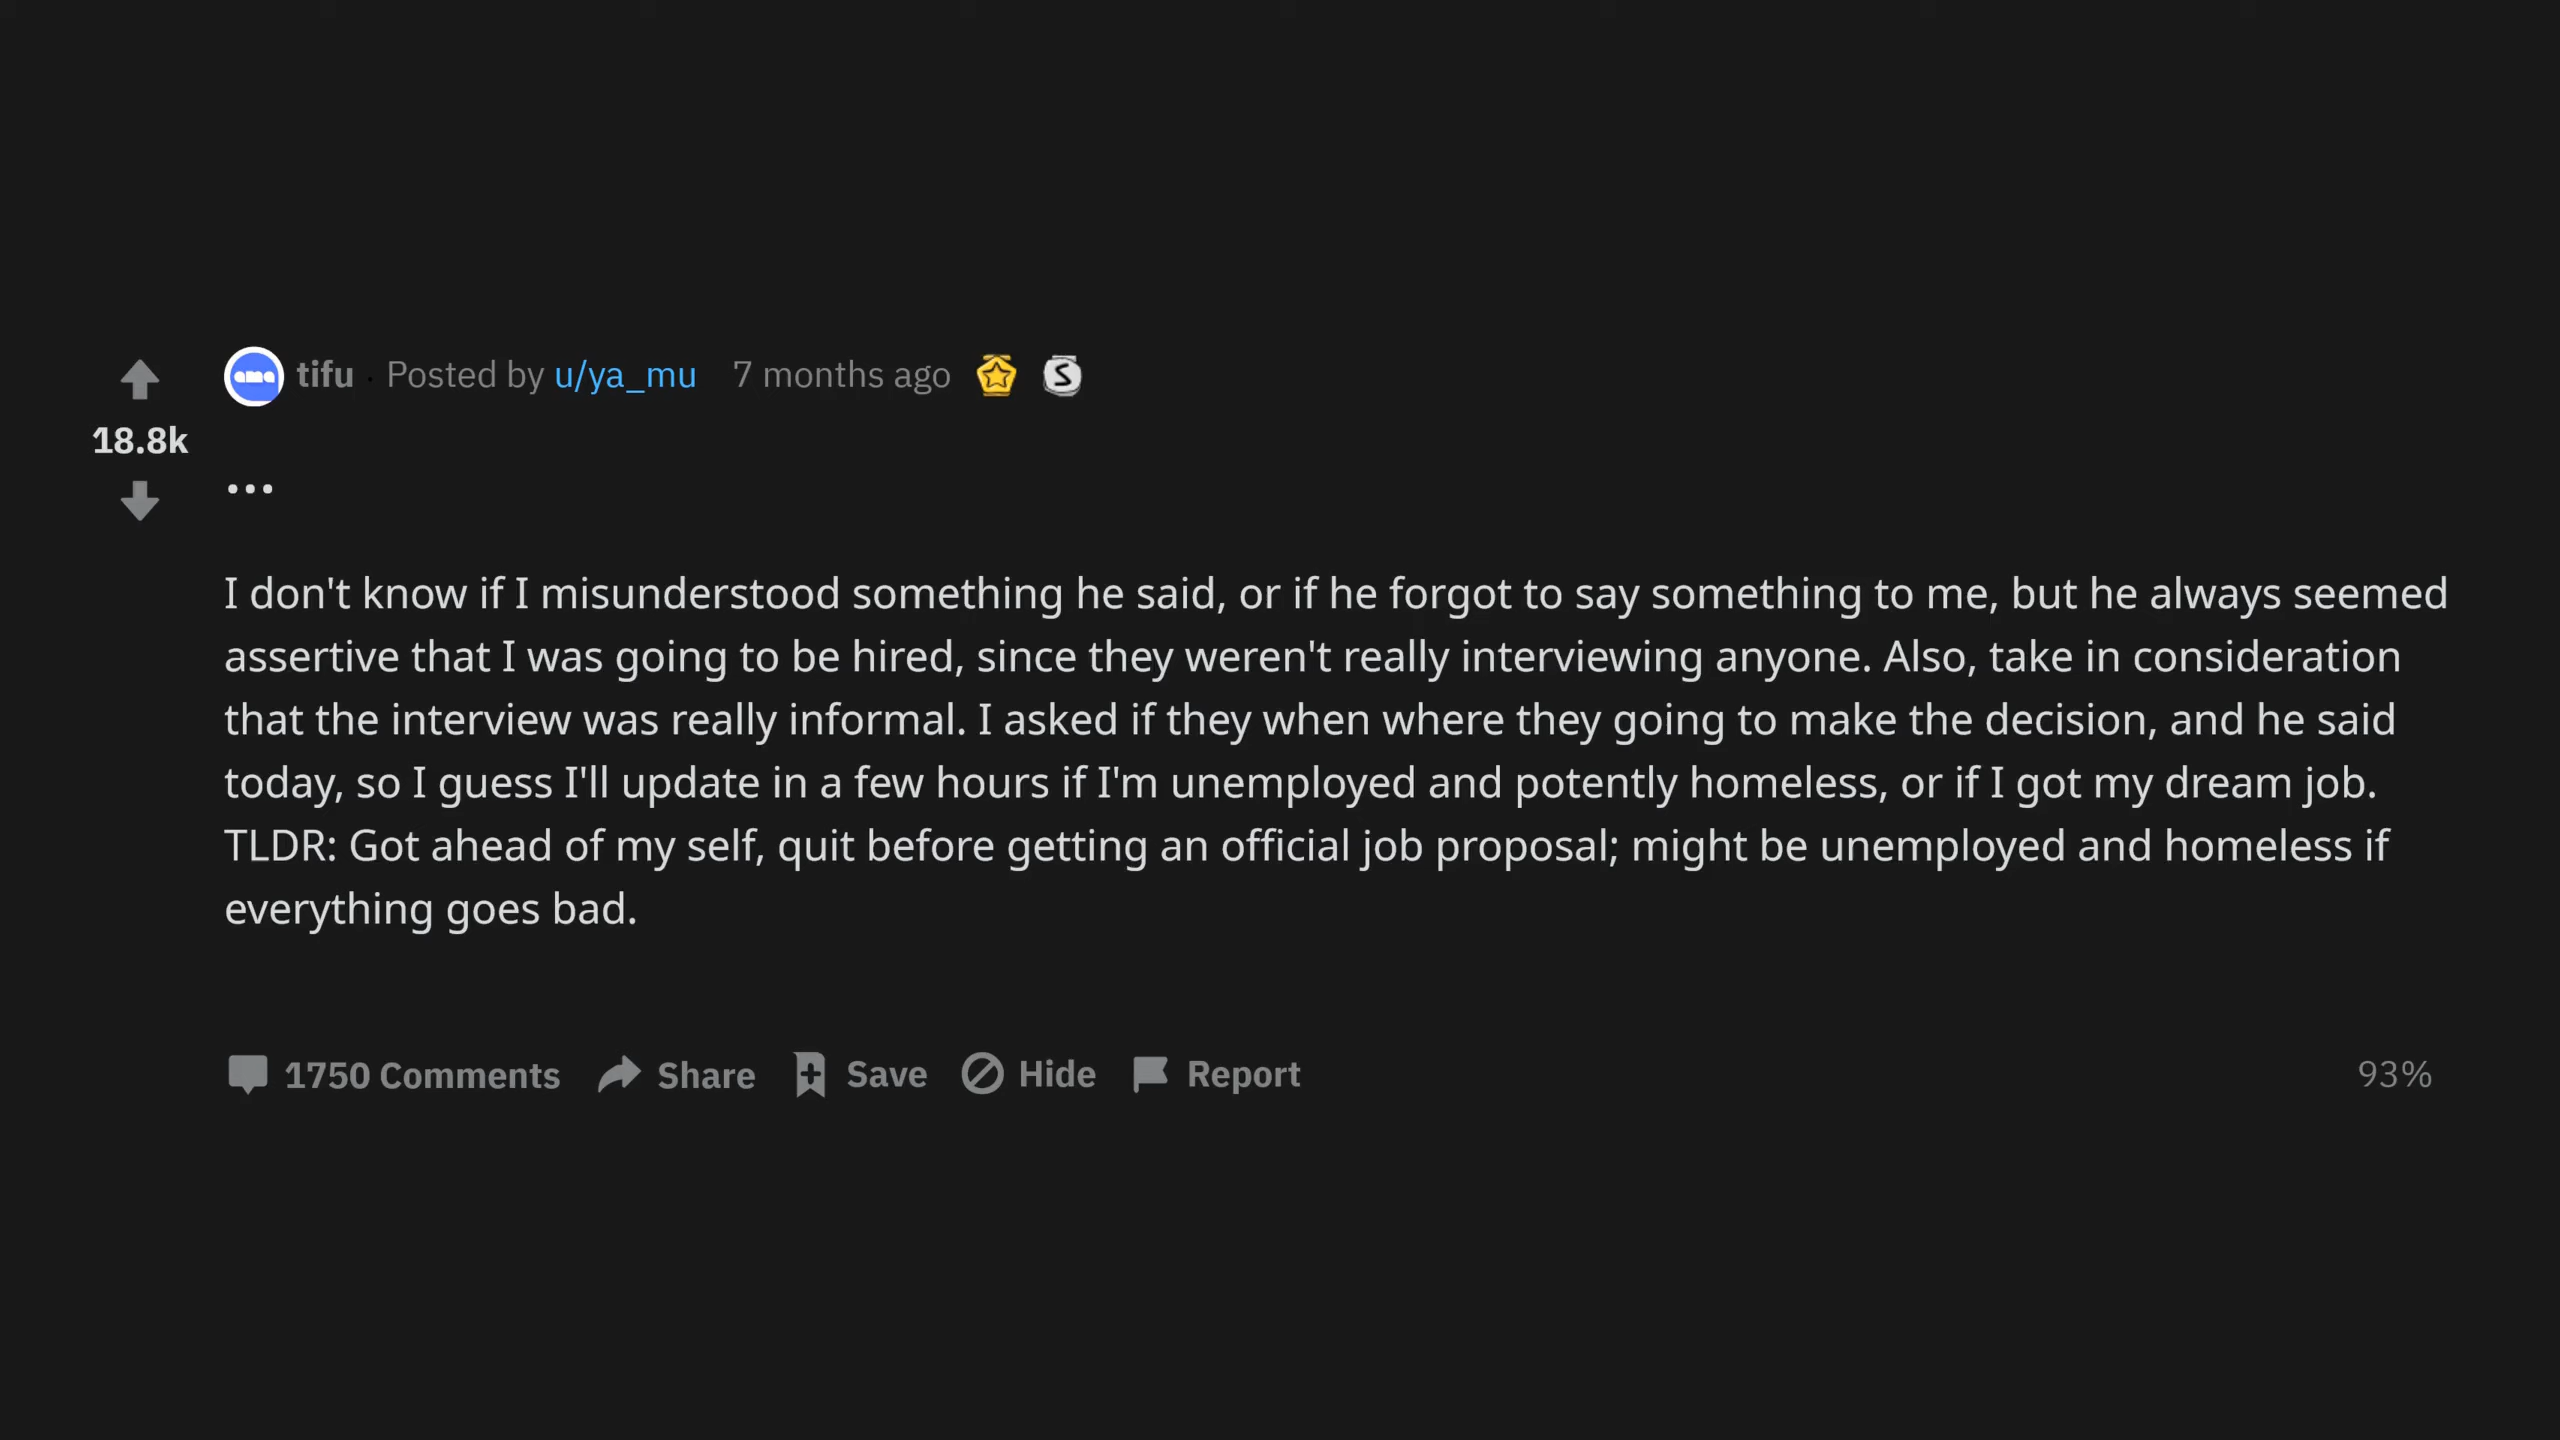 tifu · Posted by u/ya_mu 7 months ago
18.8k
...
I don't know if I misunderstood something he said, or if he forgot to say something to me, but he always seemed
assertive that I was going to be hired, since they weren't really interviewing anyone. Also, take in consideration
that the interview was really informal. I asked if they when where they going to make the decision, and he said
today, so I guess I'll update in a few hours if I'm unemployed and potently homeless, or if I got my dream job.
TLDR: Got ahead of my self, quit before getting an official job proposal; might be unemployed and homeless if
everything goes bad.
1750 Comments Share Save Hide Report 93%